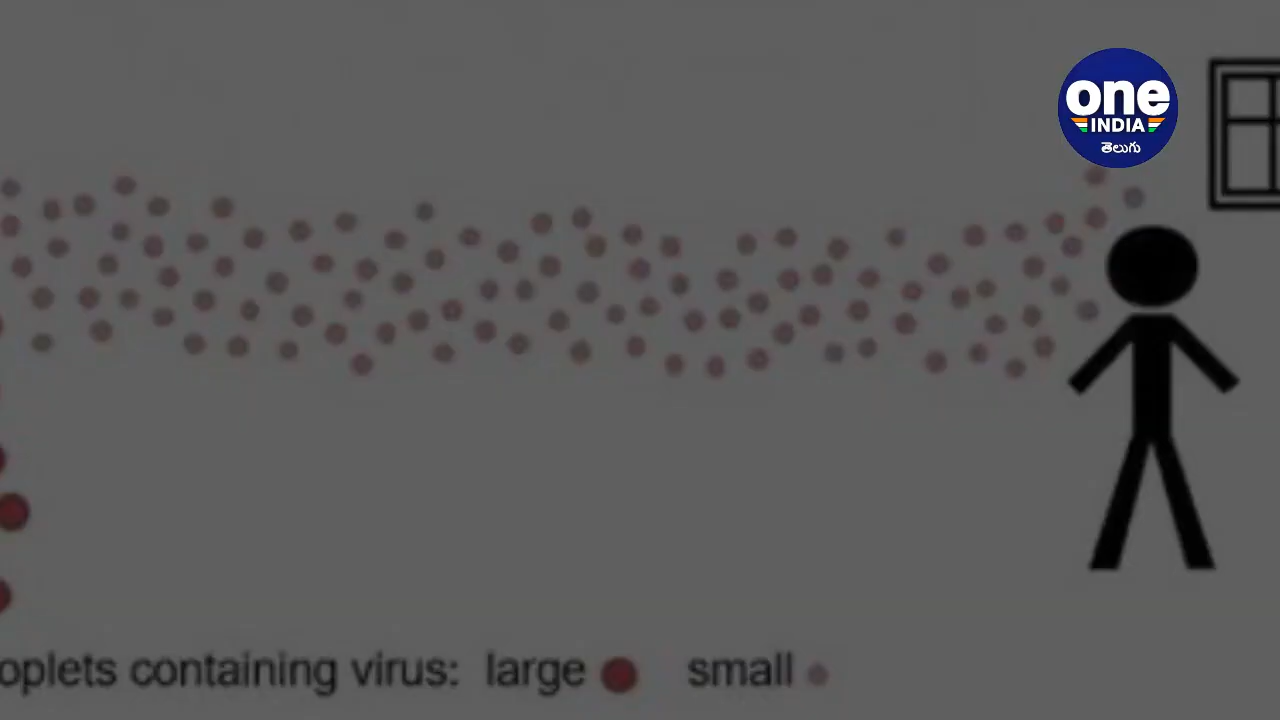 one
INDIA
తెలుగు
oplets containing virus: large small